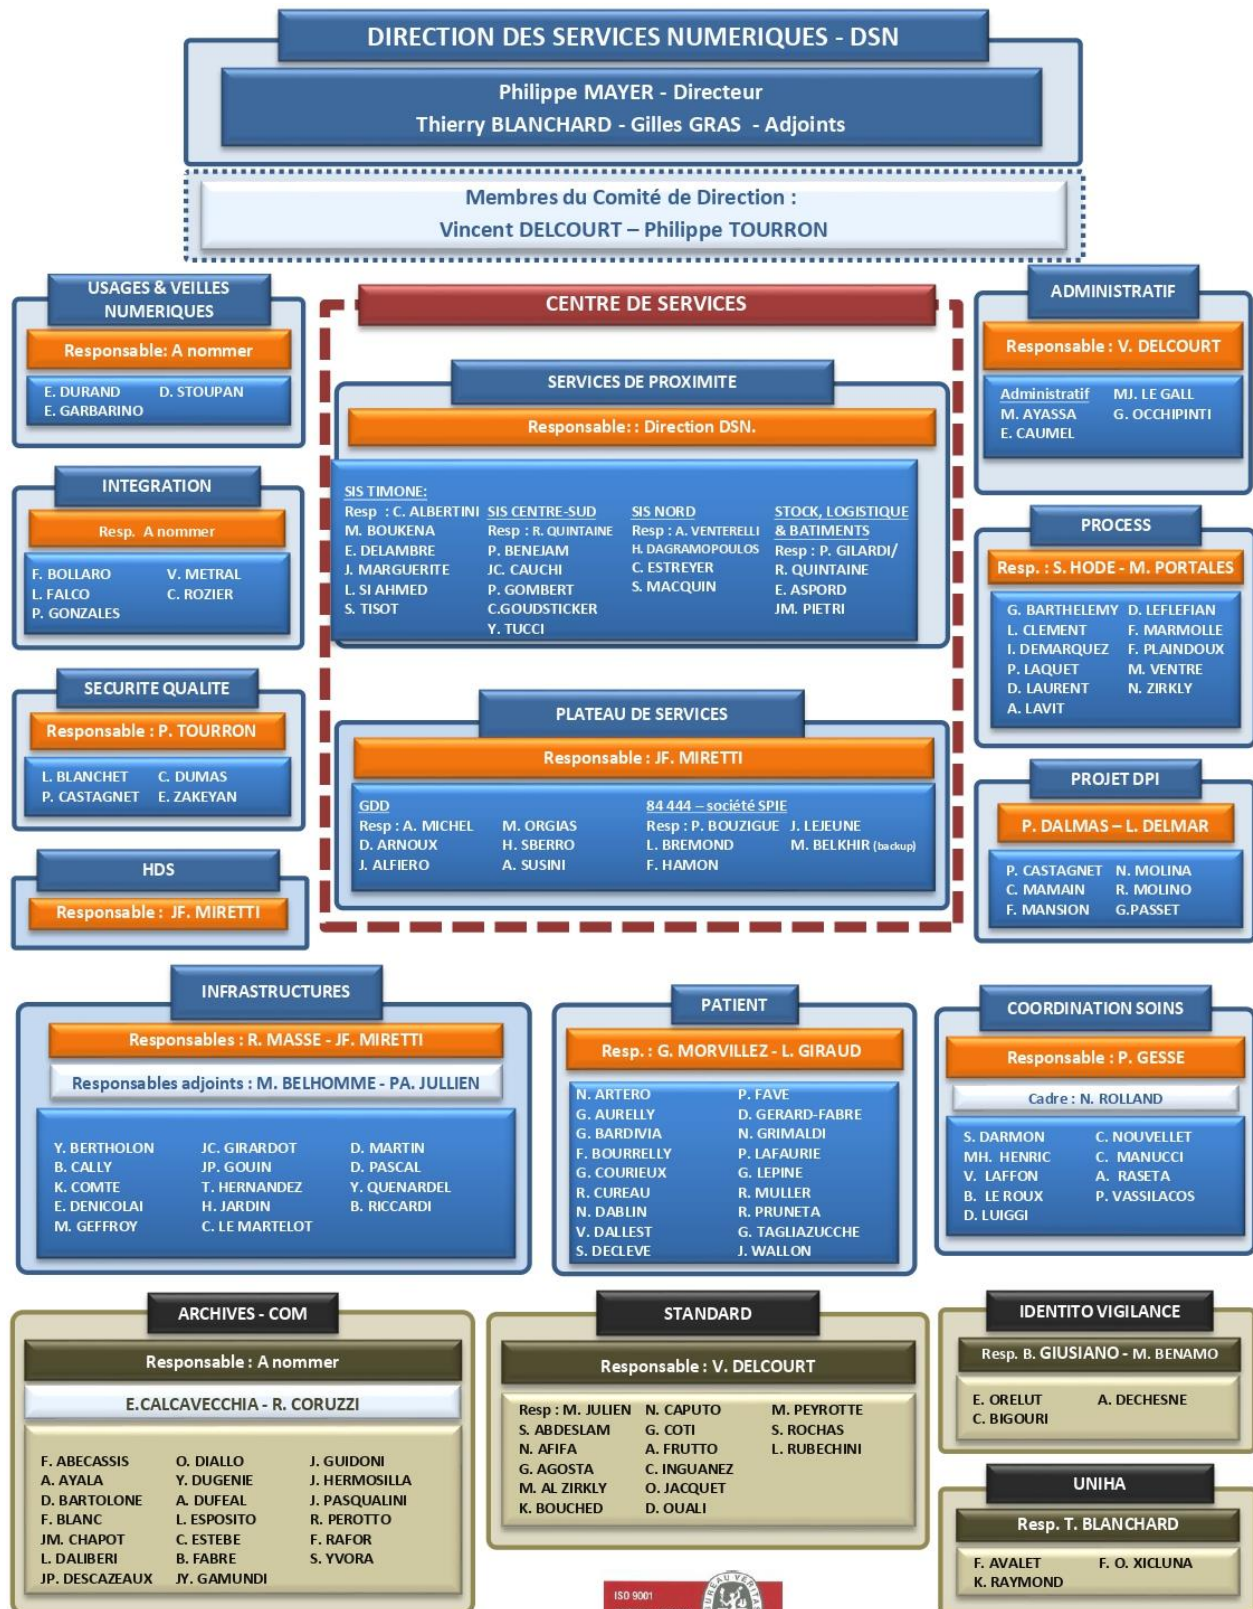 DIRECTION DES SERVICES NUMERIQUES - DSN
Philippe MAYER - Directeur
Thierry BLANCHARD - Gilles GRAS - Adjoints
Membres du Comité de Direction :
Vincent DELCOURT – Philippe TOURRON
USAGES & VEILLES
NUMERIQUES
Responsable: A nommer
E. DURAND D. STOUPAN
E. GARBARINO
INTEGRATION
Resp. A nommer
F. BOLLARO V. METRAL
L. FALCO C. ROZIER
P. GONZALES
SECURITE QUALITE
Responsable : P. TOURRON
L. BLANCHET C. DUMAS
P. CASTAGNET E. ZAKEYAN
HDS
Responsable : JF. MIRETTI
CENTRE DE SERVICES
SERVICES DE PROXIMITE
Responsable: : Direction DSN.
SIS TIMONE:
Resp : C. ALBERTINI
M. BOUKENA
E. DELAMBRE
J. MARGUERITE
L. SI AHMED
S. TISOT
SIS CENTRE-SUD
Resp : R. QUINTAINE
P. BENEJAM
JC. CAUCHI
P. GOMBERT
C.GOUDSTICKER
Y. TUCCI
SIS NORD
Resp : A. VENTERELLI
H. DAGRAMOPOULOS
C. ESTREYER
S. MACQUIN
STOCK, LOGISTIQUE
& BATIMENTS
Resp : P. GILARDI/
R. QUINTAINE
E. ASPORD
JM. PIETRI
PLATEAU DE SERVICES
Responsable : JF. MIRETTI
GDD
Resp : A. MICHEL M. ORGIAS
D. ARNOUX H. SBERRO
J. ALFIERO A. SUSINI
84 444 – société SPIE
Resp : P. BOUZIGUE J. LEJEUNE
L. BREMOND M. BELKHIR (backup)
F. HAMON
ADMINISTRATIF
Responsable : V. DELCOURT
Administratif MJ. LE GALL
M. AYASSA G. OCCHIPINTI
E. CAUMEL
PROCESS
Resp. : S. HODE - M. PORTALES
G. BARTHELEMY D. LEFLEFIAN
L. CLEMENT F. MARMOLLE
I. DEMARQUEZ F. PLAINDOUX
P. LAQUET M. VENTRE
D. LAURENT N. ZIRKLY
A. LAVIT
PROJET DPI
P. DALMAS – L. DELMAR
P. CASTAGNET N. MOLINA
C. MAMAIN R. MOLINO
F. MANSION G.PASSET
INFRASTRUCTURES
Responsables : R. MASSE - JF. MIRETTI
Responsables adjoints : M. BELHOMME - PA. JULLIEN
Y. BERTHOLON JC. GIRARDOT D. MARTIN
B. CALLY JP. GOUIN D. PASCAL
K. COMTE T. HERNANDEZ Y. QUENARDEL
E. DENICOLAI H. JARDIN B. RICCARDI
M. GEFFROY C. LE MARTELOT
PATIENT
Resp. : G. MORVILLEZ - L. GIRAUD
N. ARTERO P. FAVE
G. AURELLY D. GERARD-FABRE
G. BARDIVIA N. GRIMALDI
F. BOURRELLY P. LAFAURIE
G. COURIEUX G. LEPINE
R. CUREAU R. MULLER
N. DABLIN R. PRUNETA
V. DALLEST G. TAGLIAZUCCHE
S. DECLEVE J. WALLON
COORDINATION SOINS
Responsable : P. GESSE
Cadre : N. ROLLAND
S. DARMON C. NOUVELLET
MH. HENRIC C. MANUCCI
V. LAFFON A. RASETA
B. LE ROUX P. VASSILACOS
D. LUIGGI
ARCHIVES - COM
Responsable : A nommer
E.CALCAVECCHIA - R. CORUZZI
F. ABECASSIS O. DIALLO J. GUIDONI
A. AYALA Y. DUGENIE J. HERMOSILLA
D. BARTOLONE A. DUFEAL J. PASQUALINI
F. BLANC L. ESPOSITO R. PEROTTO
JM. CHAPOT C. ESTEBE F. RAFOR
L. DALIBERI B. FABRE S. YVORA
JP. DESCAZEAUX JY. GAMUNDI
STANDARD
Responsable : V. DELCOURT
Resp : M. JULIEN N. CAPUTO M. PEYROTTE
S. ABDESLAM G. COTI S. ROCHAS
N. AFIFA A. FRUTTO L. RUBECHINI
G. AGOSTA C. INGUANEZ
M. AL ZIRKLY O. JACQUET
K. BOUCHED D. OUALI
IDENTITO VIGILANCE
Resp. B. GIUSIANO - M. BENAMO
E. ORELUT A. DECHESNE
C. BIGOURI
UNIHA
Resp. T. BLANCHARD
F. AVALET F. O. XICLUNA
K. RAYMOND
ISO 9001
BUREAU VERITAS